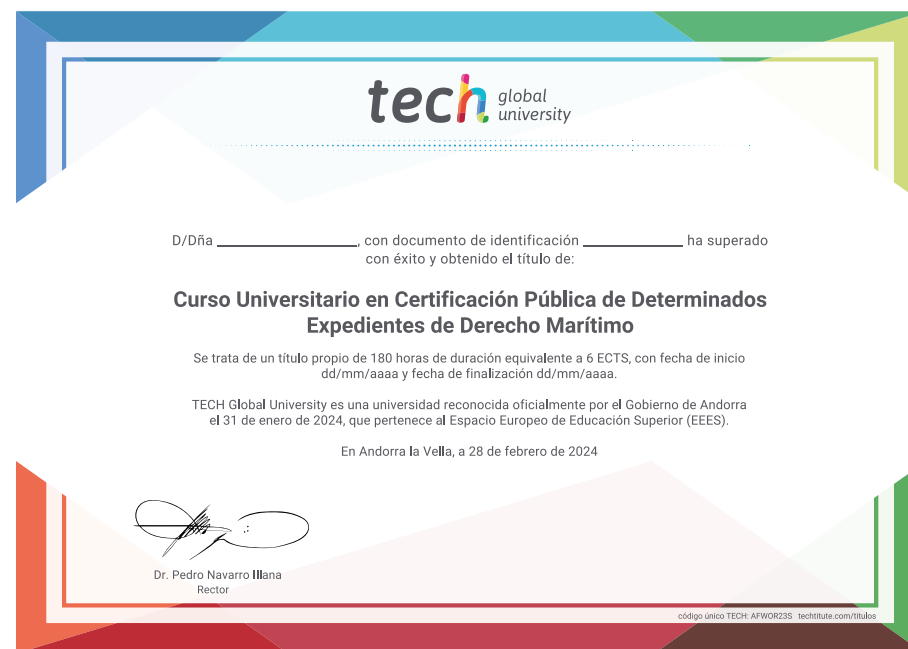 tech global
university
D/Dña ____________________, con documento de identificación ______________ ha superado
con éxito y obtenido el título de:
Curso Universitario en Certificación Pública de Determinados
Expedientes de Derecho Marítimo
Se trata de un título propio de 180 horas de duración equivalente a 6 ECTS, con fecha de inicio
dd/mm/aaaa y fecha de finalización dd/mm/aaaa.
TECH Global University es una universidad reconocida oficialmente por el Gobierno de Andorra
el 31 de enero de 2024, que pertenece al Espacio Europeo de Educación Superior (EEES).
En Andorra la Vella, a 28 de febrero de 2024
Dr. Pedro Navarro Illana
Rector
código único TECH: AFWOR23S techtitute.com/titulos